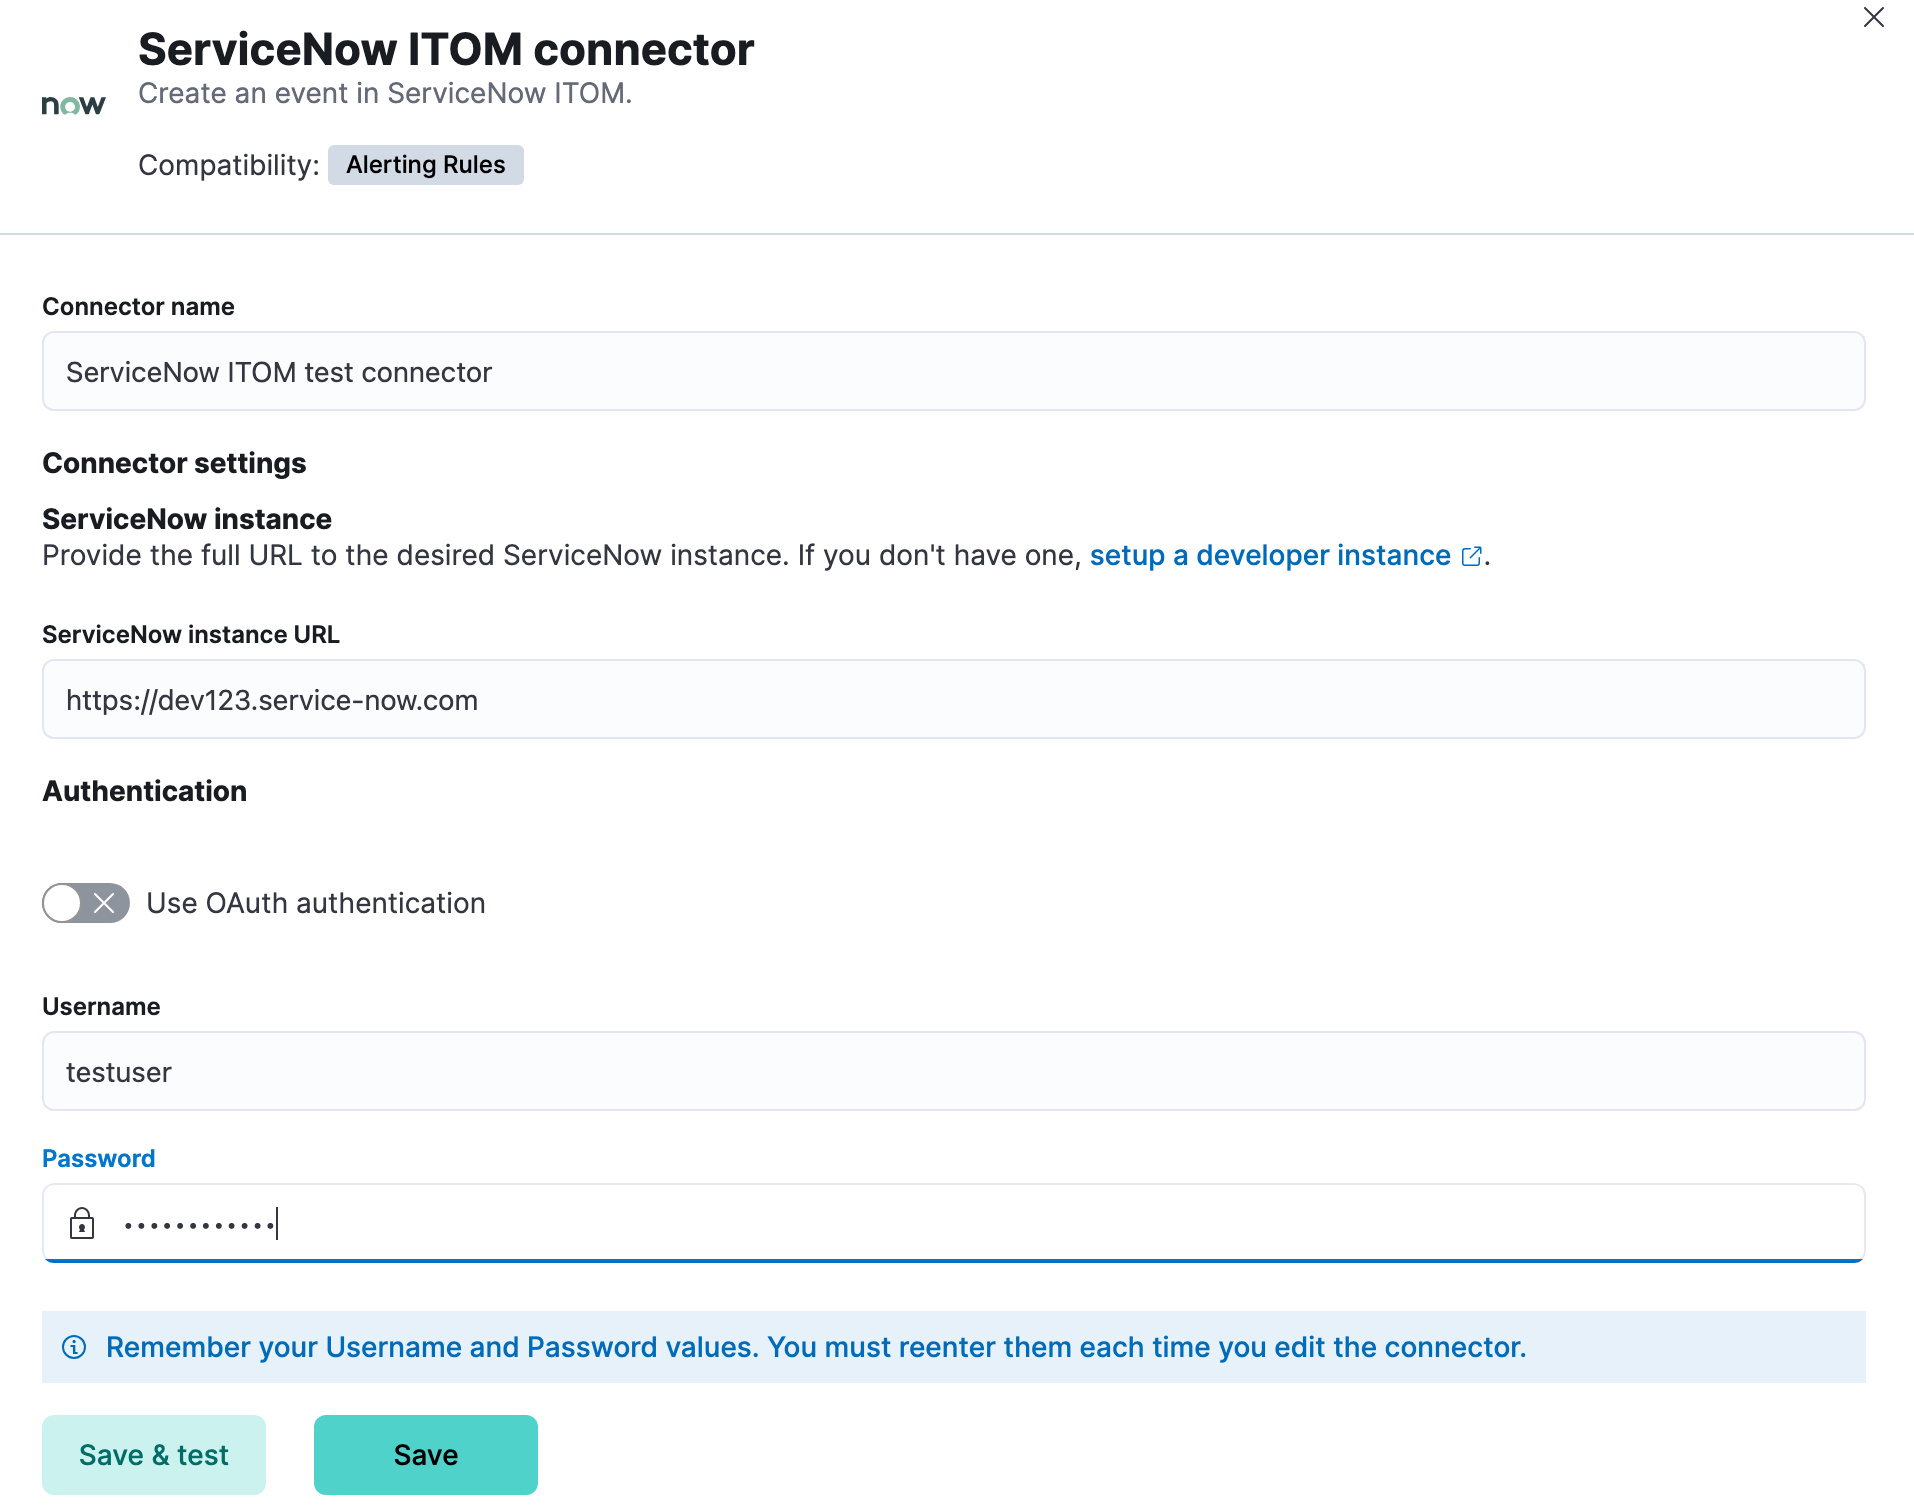 ServiceNow ITOM connector
now
Create an event in ServiceNow ITOM.
Compatibility: Alerting Rules
Connector name
ServiceNow ITOM test connector
Connector settings
ServiceNow instance
Provide the full URL to the desired ServiceNow instance. If you don't have one, setup a developer instance.
ServiceNow instance URL
https://dev123.service-now.com
Authentication
Use OAuth authentication
Username
testuser
Password
••••••••••••
Remember your Username and Password values. You must reenter them each time you edit the connector.
Save & test
Save